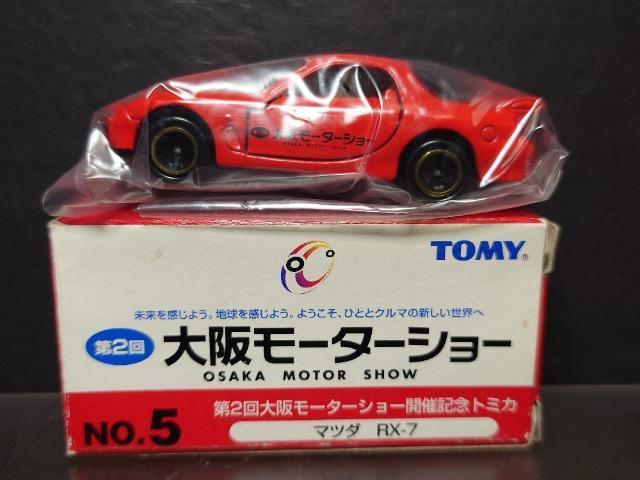 第2回 大阪モーターショー
OSAKA MOTOR SHOW
TOMY®
未来を感じよう。地球を感じよう。ようこそ、ひととクルマの新しい世界へ
第2回 大阪モーターショー
OSAKA MOTOR SHOW
NO.5
第2回大阪モーターショー開催記念トミカ
マツダ RX-7